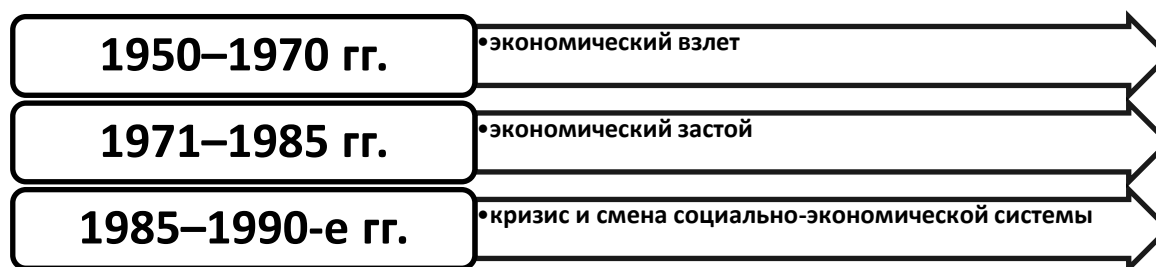 1950–1970 гг.
•экономический взлет
1971–1985 гг.
•экономический застой
1985–1990-е гг.
•кризис и смена социально-экономической системы